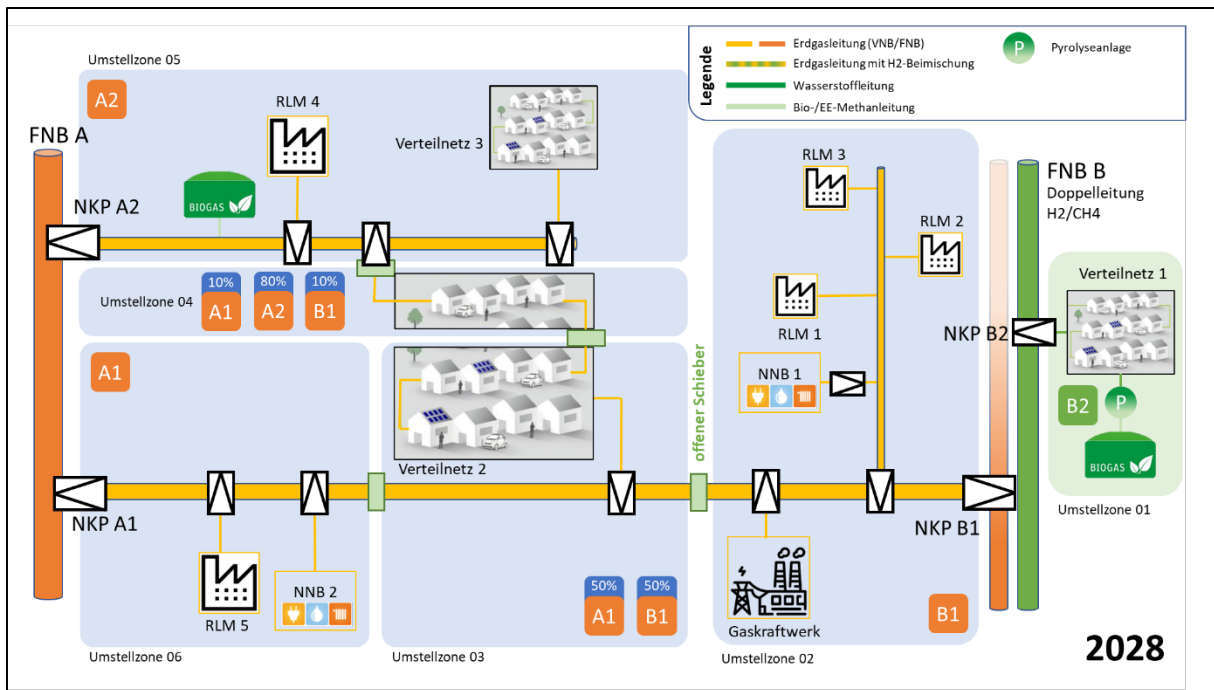 Umstellzone 05
A2
RLM 4
Verteilnetz 3
FNB A
BIOGAS
NKP A2
Legende
Erdgasleitung (VNB/FNB)
Erdgasleitung mit H2-Beimischung
Wasserstoffleitung
Bio-/EE-Methanleitung
P
Pyrolyseanlage
RLM 3
RLM 2
RLM 1
NNB 1
FNB B
Doppelleitung
H2/CH4
Verteilnetz 1
NKP B2
B2
P
BIOGAS
Umstellzone 01
Umstellzone 04
10%
A1
80%
A2
10%
B1
A1
Verteilnetz 2
offener Schieber
NKP A1
NKP B1
RLM 5
NNB 2
50%
A1
50%
B1
Gaskraftwerk
B1
Umstellzone 06
Umstellzone 03
Umstellzone 02
2028